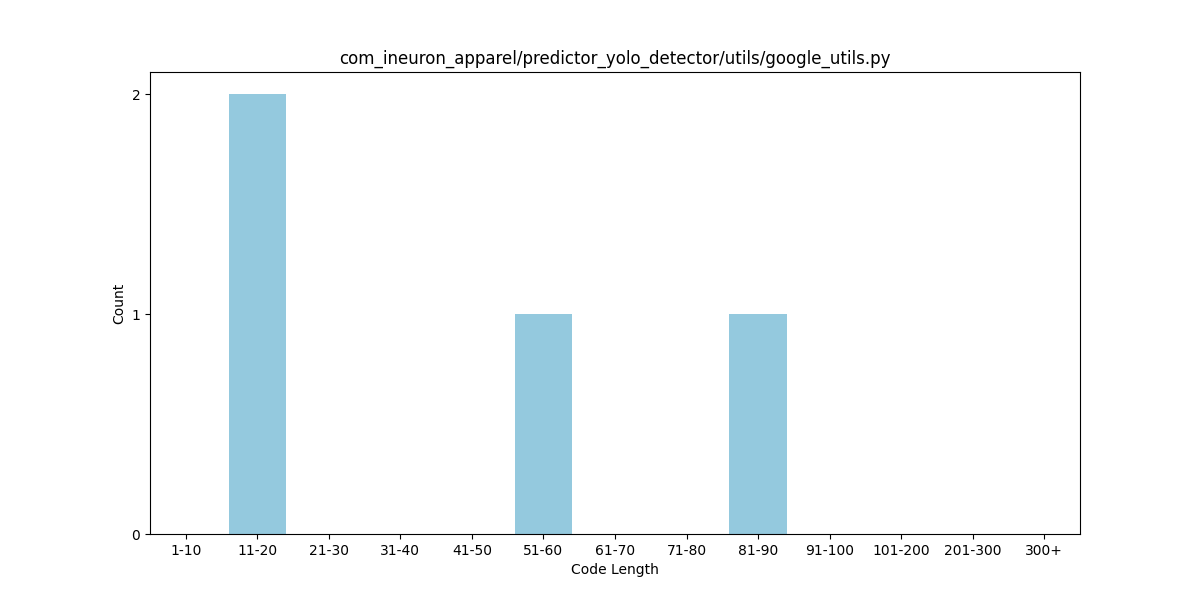 com_ineuron_apparel/predictor_yolo_detector/utils/google_utils.py
Count
2
1
0
1-10 11-20 21-30 31-40 41-50 51-60 61-70 71-80 81-90 91-100 101-200 201-300 300+
Code Length